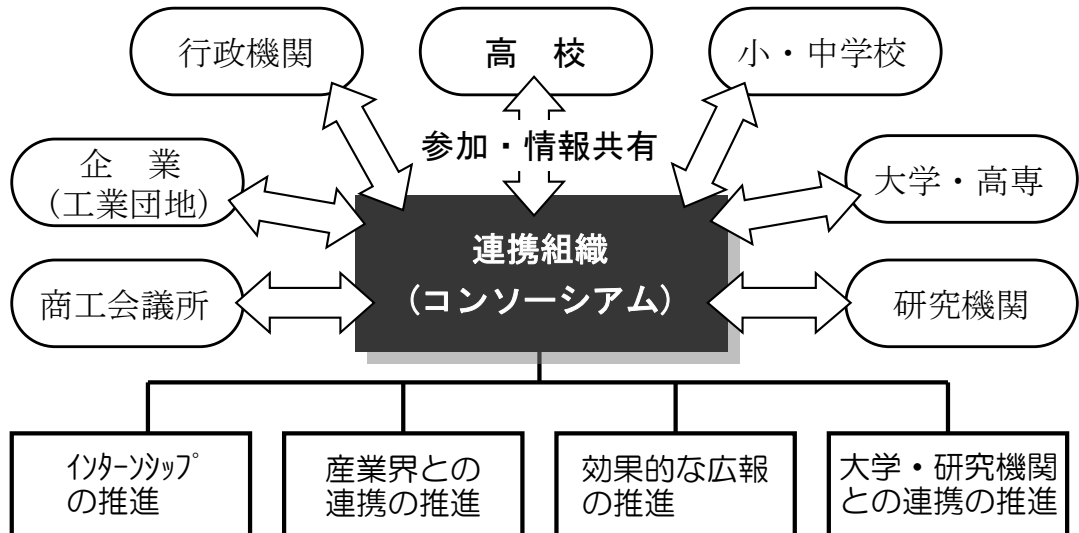 行政機関
高　校
小・中学校
参加・情報共有
企　業
(工業団地)
大学・高専
連携組織
(コンソーシアム)
商工会議所
研究機関
ｲﾝﾀｰﾝｼｯﾌﾟ
の推進
産業界との
連携の推進
効果的な広報
の推進
大学・研究機関
との連携の推進